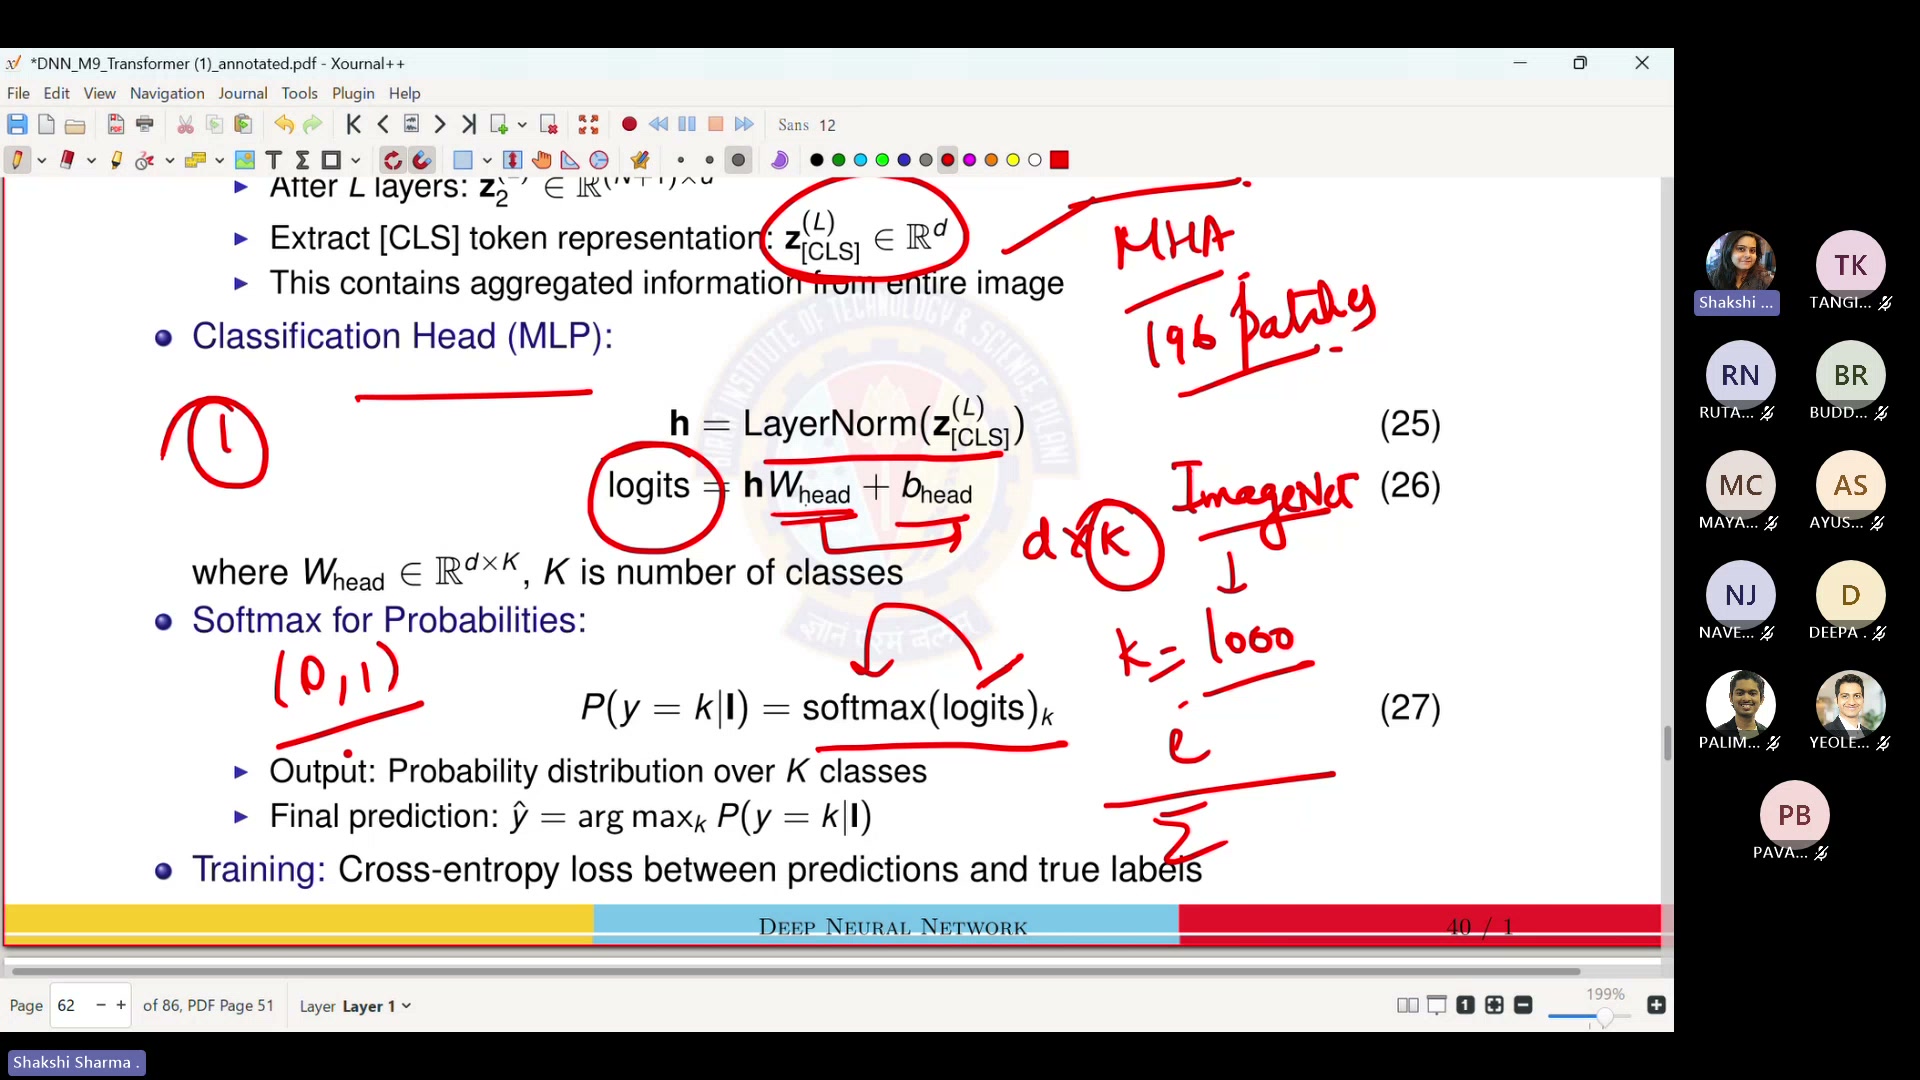 *DNN_M9_Transformer (1)_annotated.pdf - Xournal++
File Edit View Navigation Journal Tools Plugin Help
Sans 12
After L layers: z₂ ∈ ℝ^(N+1)×d
Extract [CLS] token representation: z_[CLS]^(L) ∈ ℝ^d
This contains aggregated information from entire image
MHA
196 patches
Classification Head (MLP):
1
h = LayerNorm(z_[CLS]^(L)) (25)
logits = hW_head + b_head (26)
ImageNet
d x K
where W_head ∈ ℝ^d×K, K is number of classes
k = 1000
Softmax for Probabilities:
(0,1)
P(y = k|I) = softmax(logits)_k (27)
e
Σ
Output: Probability distribution over K classes
Final prediction: ŷ = arg max_k P(y = k|I)
Training: Cross-entropy loss between predictions and true labels
DEEP NEURAL NETWORK
40 / 1
Page 62 − + of 86, PDF Page 51 Layer Layer 1
199%
Shakshi Sharma .
Shakshi ...
TK
TANGI...
RN
RUTA...
BR
BUDD...
MC
MAYA...
AS
AYUS...
NJ
NAVE...
D
DEEPA .
PALIM...
YEOLE...
PB
PAVA...